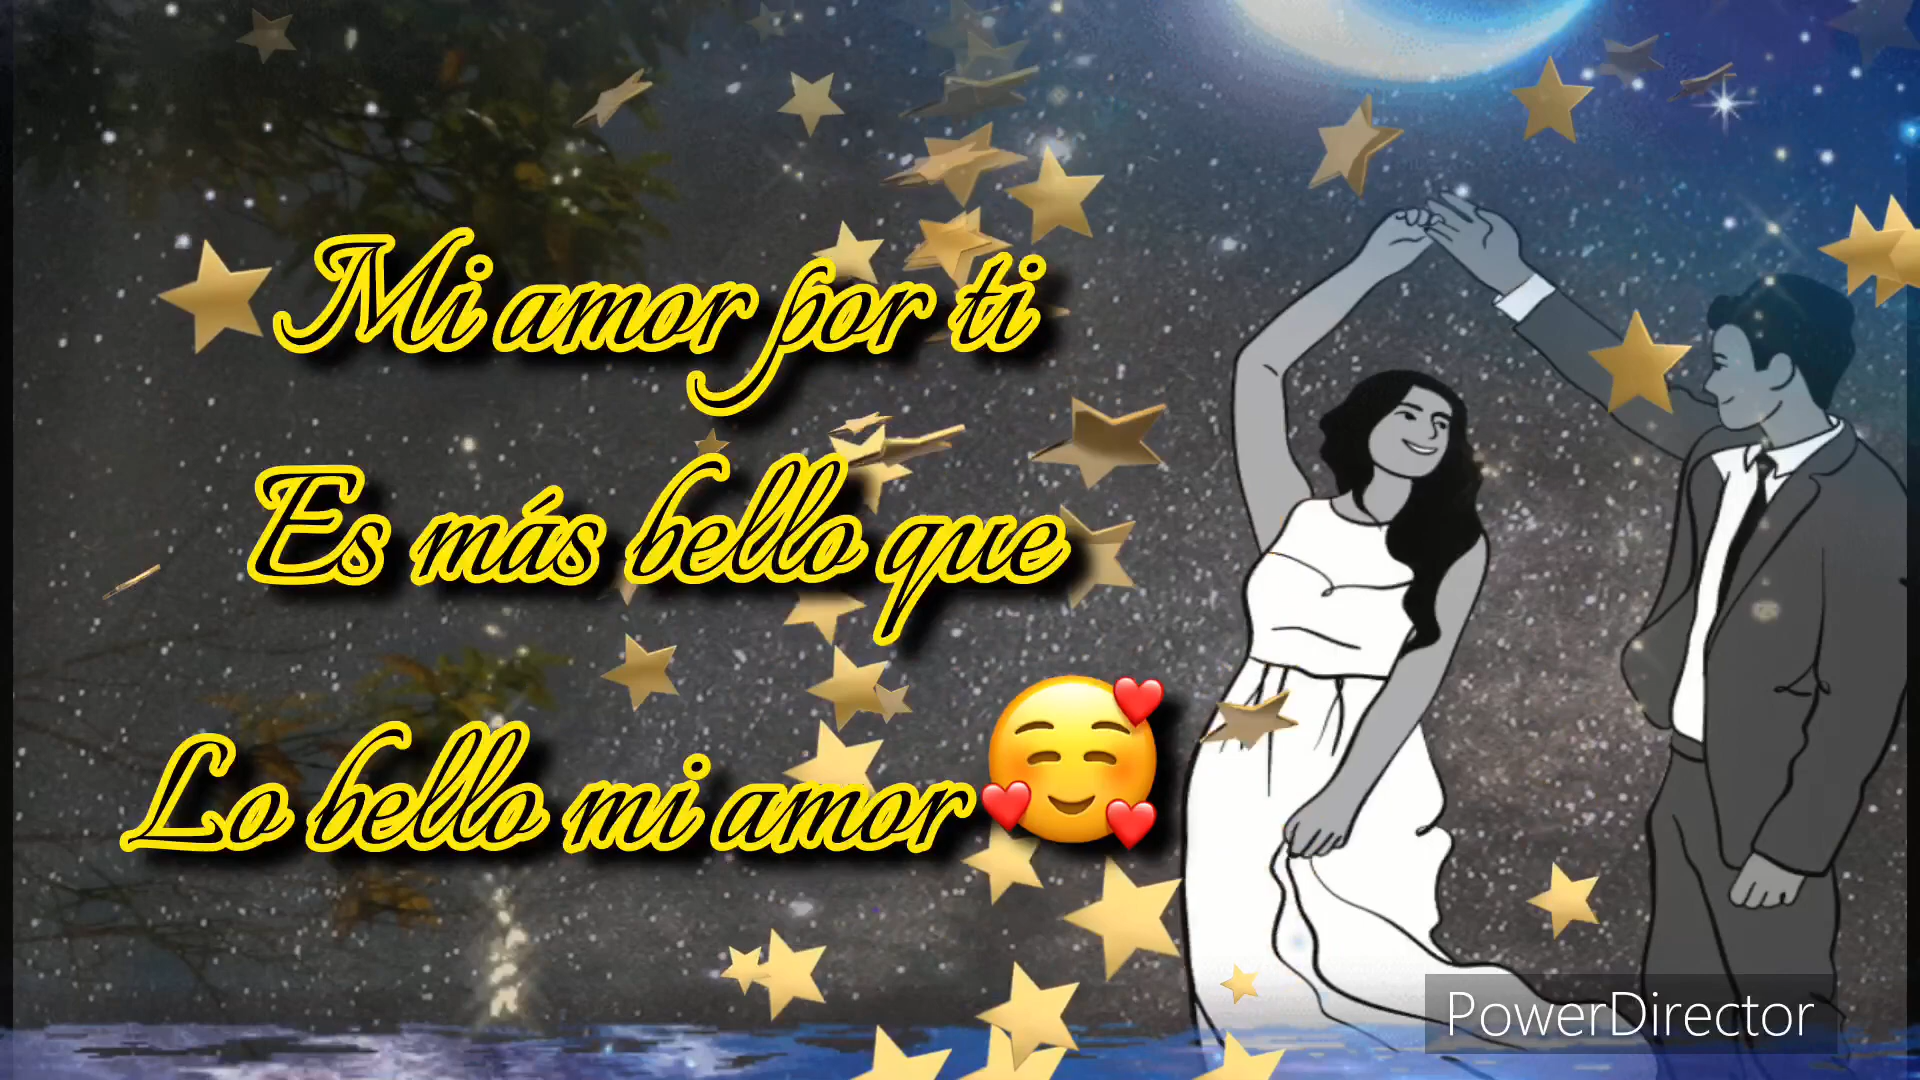 Mi amor por ti
Es más bello que
Lo bello mi amor🥰
PowerDirector